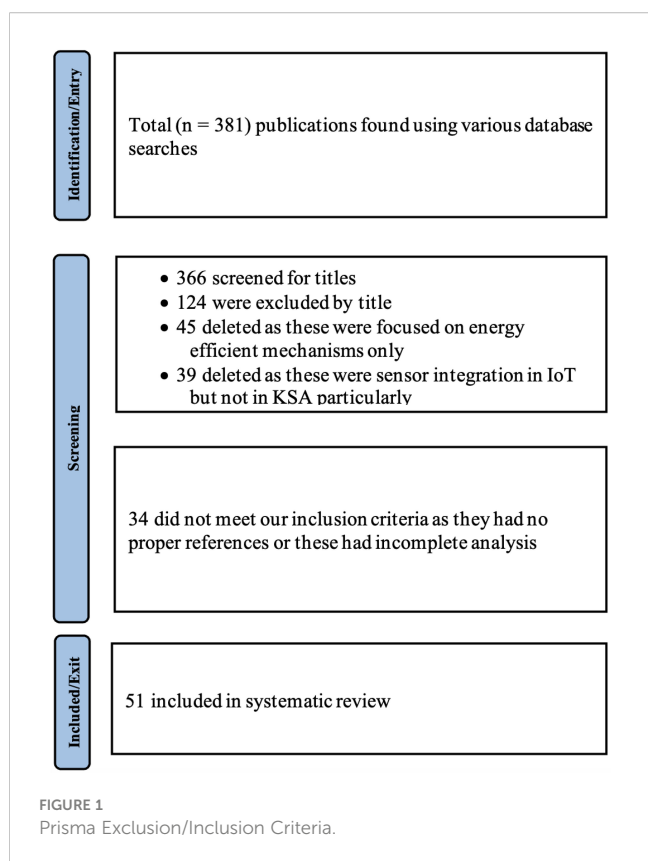 Identification/Entry
Total (n = 381) publications found using various database
searches
Screening
• 366 screened for titles
• 124 were excluded by title
• 45 deleted as these were focused on energy
efficient mechanisms only
• 39 deleted as these were sensor integration in IoT
but not in KSA particularly
34 did not meet our inclusion criteria as they had no
proper references or these had incomplete analysis
Included/Exit
51 included in systematic review
FIGURE 1
Prisma Exclusion/Inclusion Criteria.